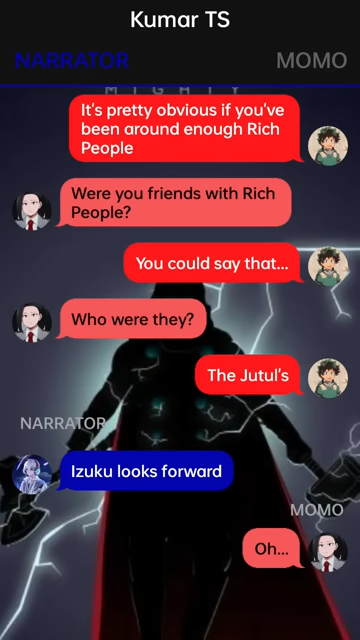 Kumar TS
NARRATOR
MOMO
MIGHTY
It's pretty obvious if you've
been around enough Rich
People
Were you friends with Rich
People?
You could say that...
Who were they?
The Jutul's
NARRATOR
Izuku looks forward
MOMO
Oh...